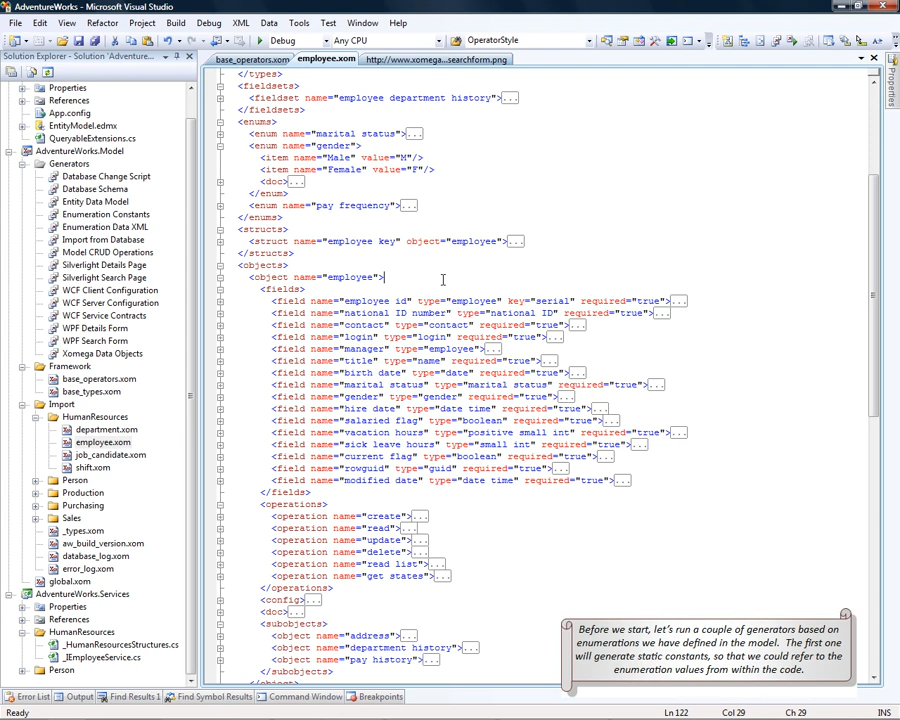 AdventureWorks - Microsoft Visual Studio
File Edit View Refactor Project Build Debug XML Data Tools Test Window Help
Debug Any CPU OperatorStyle
Solution Explorer - Solution 'Adventure...
base_operators.xom employee.xom http://www.xomega...searchform.png
Properties
Properties
References
App.config
EntityModel.edmx
QueryableExtensions.cs
AdventureWorks.Model
Generators
Database Change Script
Database Schema
Entity Data Model
Enumeration Constants
Enumeration Data XML
Import from Database
Model CRUD Operations
Silverlight Details Page
Silverlight Search Page
WCF Client Configuration
WCF Server Configuration
WCF Service Contracts
WPF Details Form
WPF Search Form
Xomega Data Objects
Framework
base_operators.xom
base_types.xom
Import
HumanResources
department.xom
employee.xom
job_candidate.xom
shift.xom
Person
Production
Purchasing
Sales
_types.xom
aw_build_version.xom
database_log.xom
error_log.xom
global.xom
AdventureWorks.Services
Properties
References
HumanResources
_HumanResourcesStructures.cs
_IEmployeeService.cs
Person
</types>
<fieldsets>
<fieldset name="employee department history">...
</fieldsets>
<enums>
<enum name="marital status">...
<enum name="gender">
<item name="Male" value="M"/>
<item name="Female" value="F"/>
<doc>...
</enum>
<enum name="pay frequency">...
</enums>
<structs>
<struct name="employee key" object="employee">...
</structs>
<objects>
<object name="employee">
<fields>
<field name="employee id" type="employee" key="serial" required="true">...
<field name="national ID number" type="national ID" required="true">...
<field name="contact" type="contact" required="true">...
<field name="login" type="login" required="true">...
<field name="manager" type="employee">...
<field name="title" type="name" required="true">...
<field name="birth date" type="date" required="true">...
<field name="marital status" type="marital status" required="true">...
<field name="gender" type="gender" required="true">...
<field name="hire date" type="date time" required="true">...
<field name="salaried flag" type="boolean" required="true">...
<field name="vacation hours" type="positive small int" required="true">...
<field name="sick leave hours" type="small int" required="true">...
<field name="current flag" type="boolean" required="true">...
<field name="rowguid" type="guid" required="true">...
<field name="modified date" type="date time" required="true">...
</fields>
<operations>
<operation name="create">...
<operation name="read">...
<operation name="update">...
<operation name="delete">...
<operation name="read list">...
<operation name="get states">...
</operations>
<config>...
<doc>...
<subobjects>
<object name="address">...
<object name="department history">...
<object name="pay history">...
</subobjects>
Before we start, let's run a couple of generators based on
enumerations we have defined in the model. The first one
will generate static constants, so that we could refer to the
enumeration values from within the code.
Error List Output Find Results 1 Find Symbol Results Command Window Breakpoints
Ready Ln 122 Col 29 Ch 29 INS